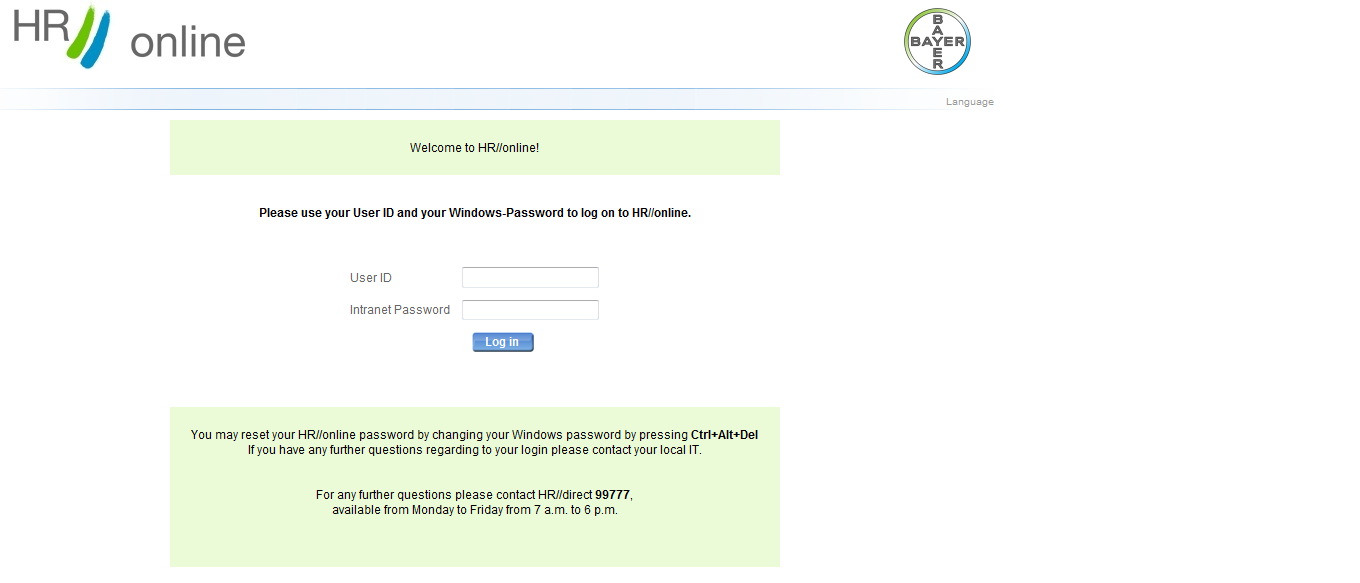 HR// online
BAYER
BAYER
Language
Welcome to HR//online!
Please use your User ID and your Windows-Password to log on to HR//online.
User ID
Intranet Password
Log in
You may reset your HR//online password by changing your Windows password by pressing Ctrl+Alt+Del
If you have any further questions regarding to your login please contact your local IT.
For any further questions please contact HR//direct 99777,
available from Monday to Friday from 7 a.m. to 6 p.m.